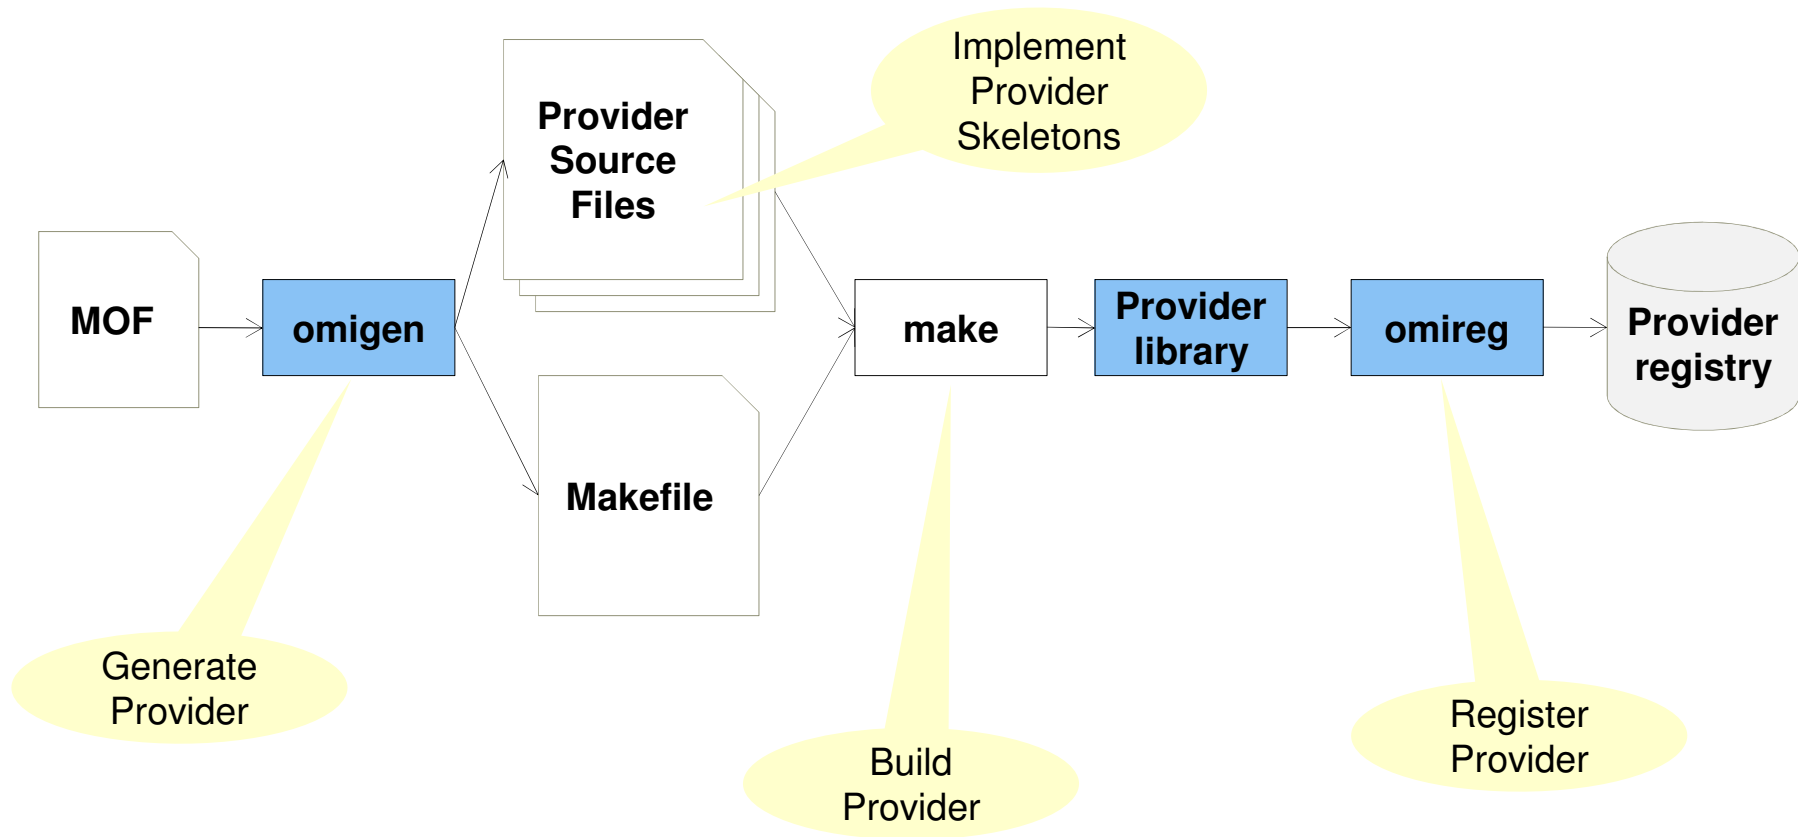 Implement
Provider
Skeletons
Provider
Source
Files
MOF
omigen
make
Provider
library
omireg
Provider
registry
Makefile
Generate
Provider
Build
Provider
Register
Provider